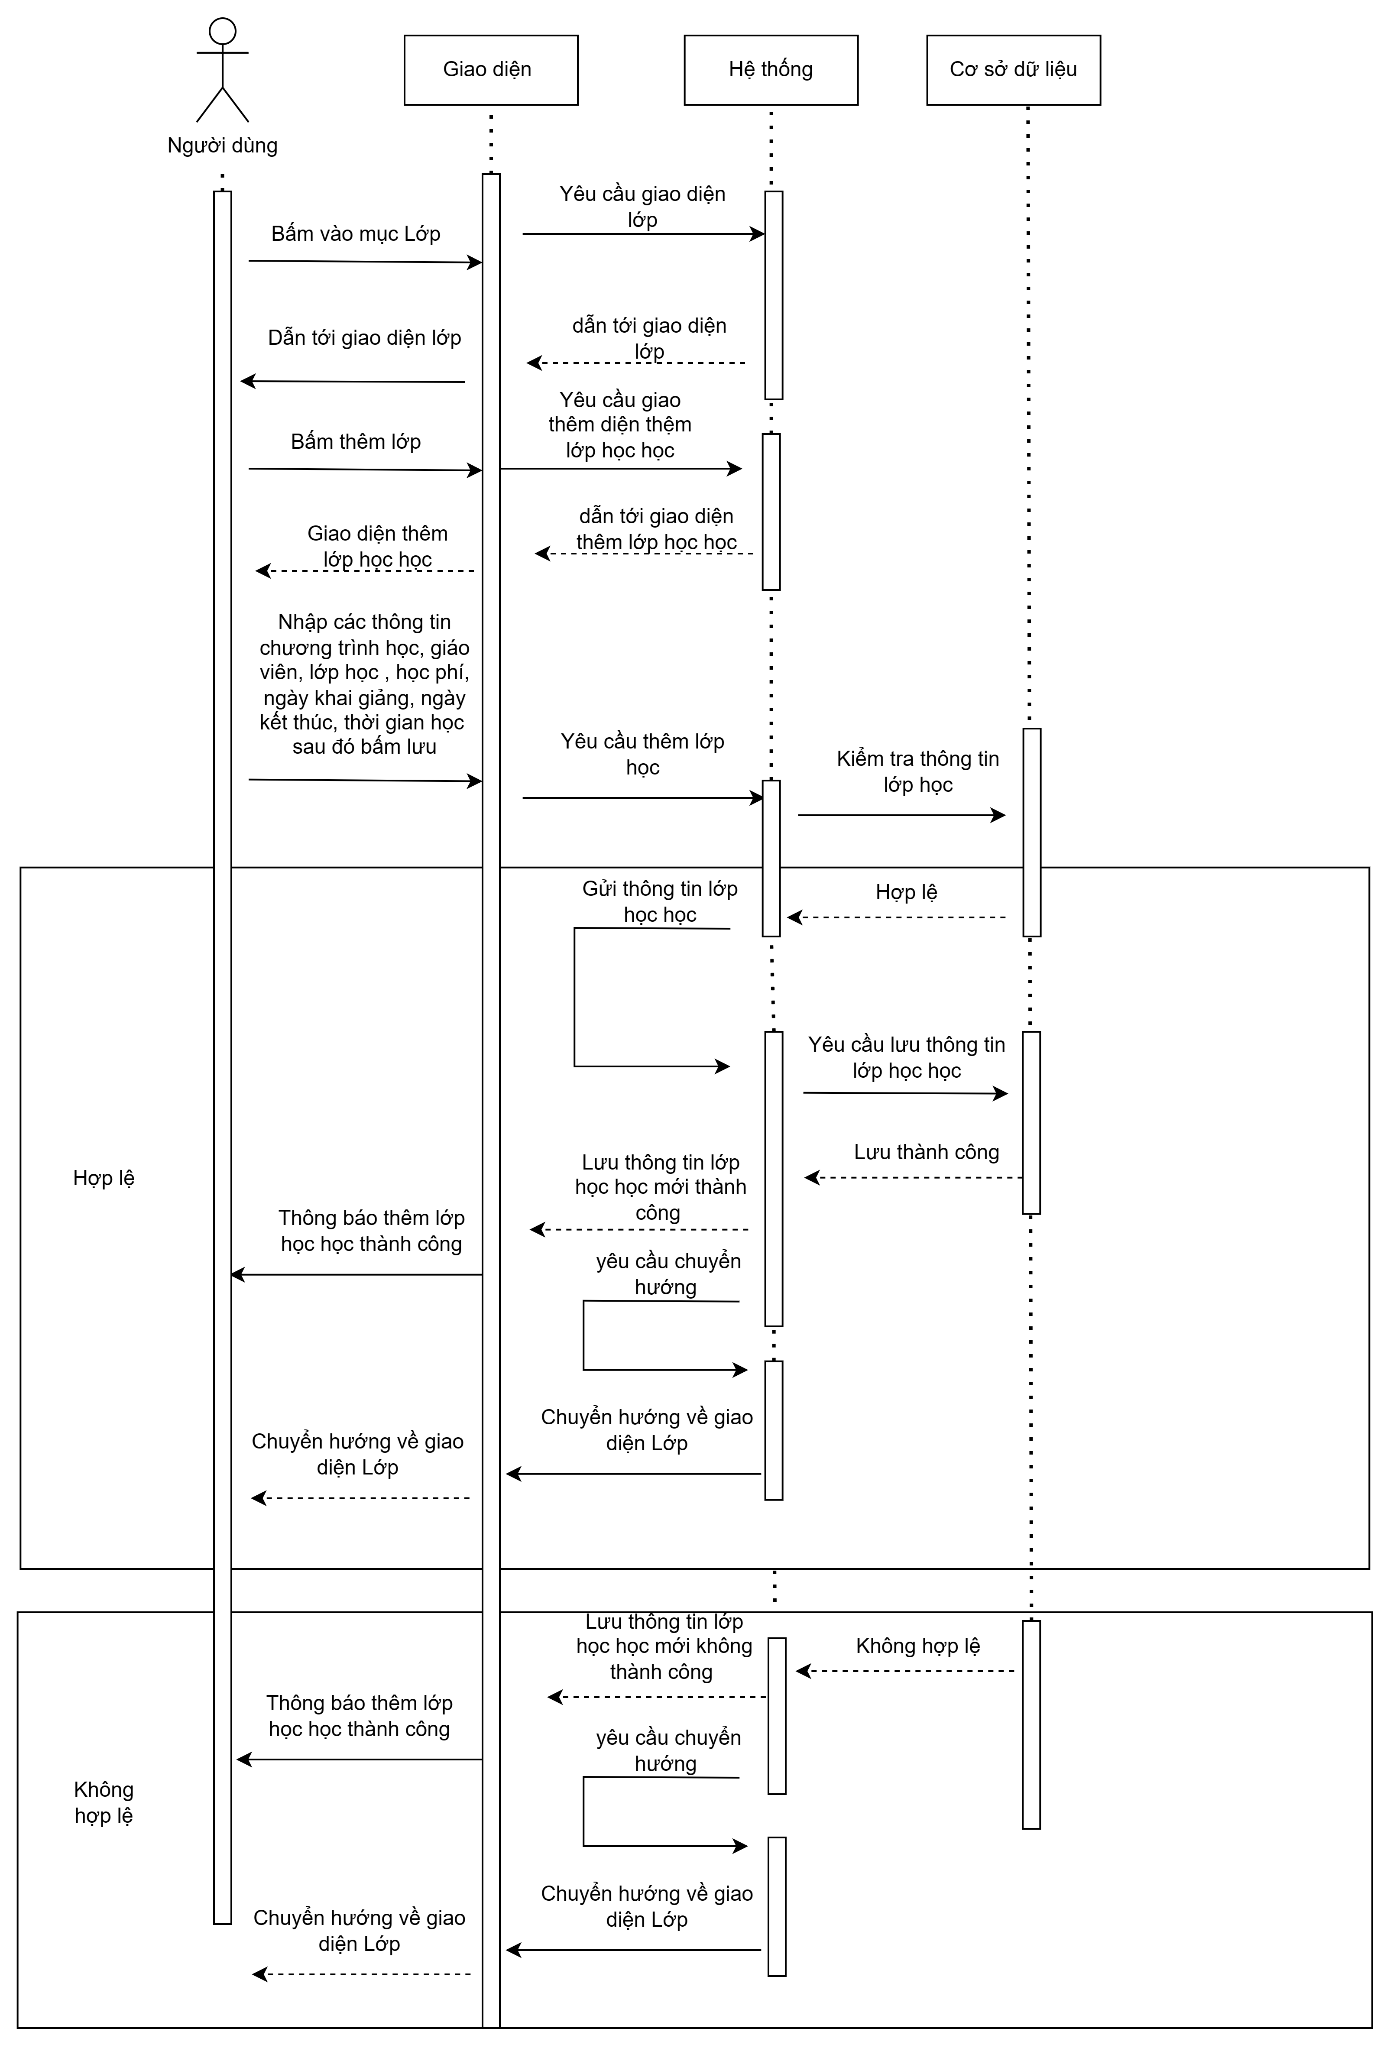 Giao diện
Hệ thống
Cơ sở dữ liệu
Người dùng
Yêu cầu giao diện
lớp
Bấm vào mục Lớp
dẫn tới giao diện
lớp
Dẫn tới giao diện lớp
Yêu cầu giao
thêm diện thệm
lớp học học
Bấm thêm lớp
dẫn tới giao diện
thêm lớp học học
Giao diện thêm
lớp học học
Nhập các thông tin
chương trình học, giáo
viên, lớp học , học phí,
ngày khai giảng, ngày
kết thúc, thời gian học
sau đó bấm lưu
Yêu cầu thêm lớp
học
Kiểm tra thông tin
lớp học
Gửi thông tin lớp
học học
Hợp lệ
Yêu cầu lưu thông tin
lớp học học
Lưu thành công
Lưu thông tin lớp
học học mới thành
công
Hợp lệ
Thông báo thêm lớp
học học thành công
yêu cầu chuyển
hướng
Chuyển hướng về giao
diện Lớp
Chuyển hướng về giao
diện Lớp
Lưu thông tin lớp
học học mới không
thành công
Không hợp lệ
Thông báo thêm lớp
học học thành công
yêu cầu chuyển
hướng
Không
hợp lệ
Chuyển hướng về giao
diện Lớp
Chuyển hướng về giao
diện Lớp